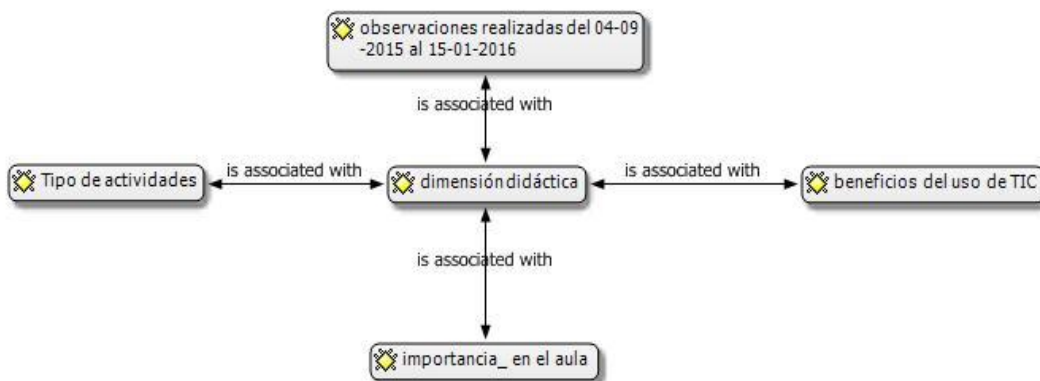 observaciones realizadas del 04-09
-2015 al 15-01-2016
is associated with
Tipo de actividades
is associated with
dimensión didáctica
is associated with
beneficios del uso de TIC
is associated with
importancia_ en el aula